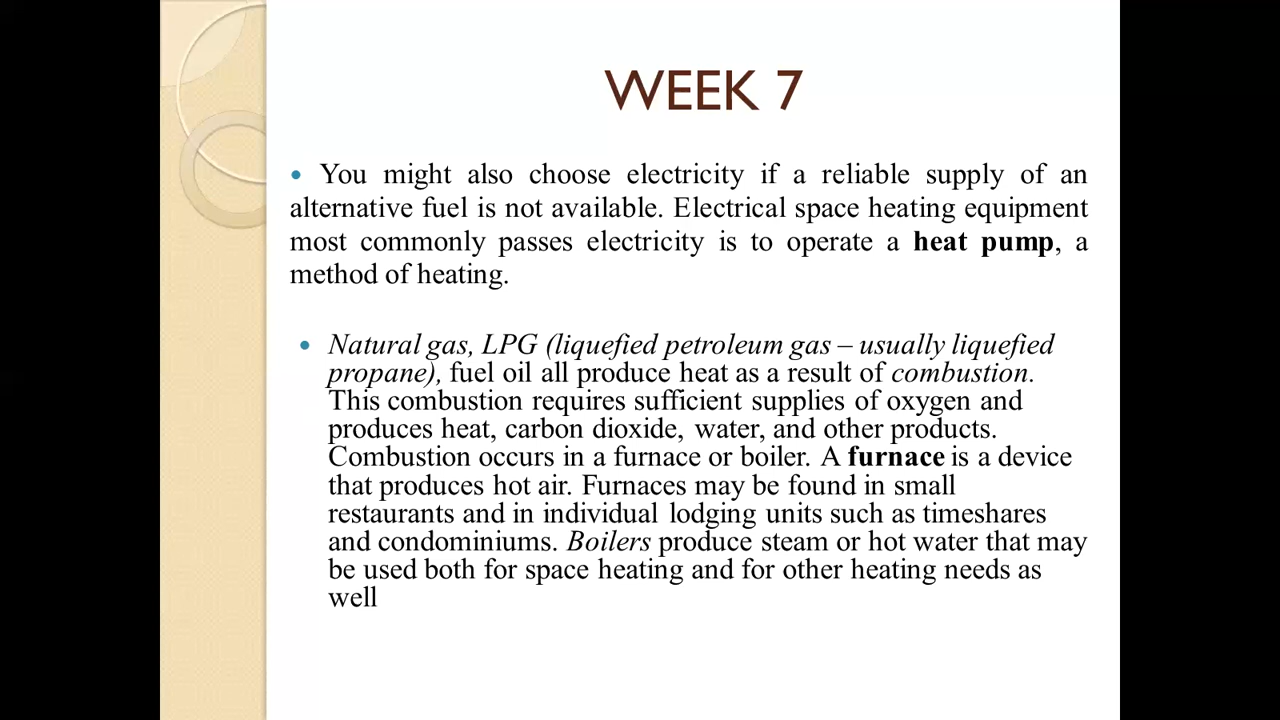 WEEK 7
• You might also choose electricity if a reliable supply of an
alternative fuel is not available. Electrical space heating equipment
most commonly passes electricity is to operate a heat pump, a
method of heating.
• Natural gas, LPG (liquefied petroleum gas – usually liquefied
propane), fuel oil all produce heat as a result of combustion.
This combustion requires sufficient supplies of oxygen and
produces heat, carbon dioxide, water, and other products.
Combustion occurs in a furnace or boiler. A furnace is a device
that produces hot air. Furnaces may be found in small
restaurants and in individual lodging units such as timeshares
and condominiums. Boilers produce steam or hot water that may
be used both for space heating and for other heating needs as
well